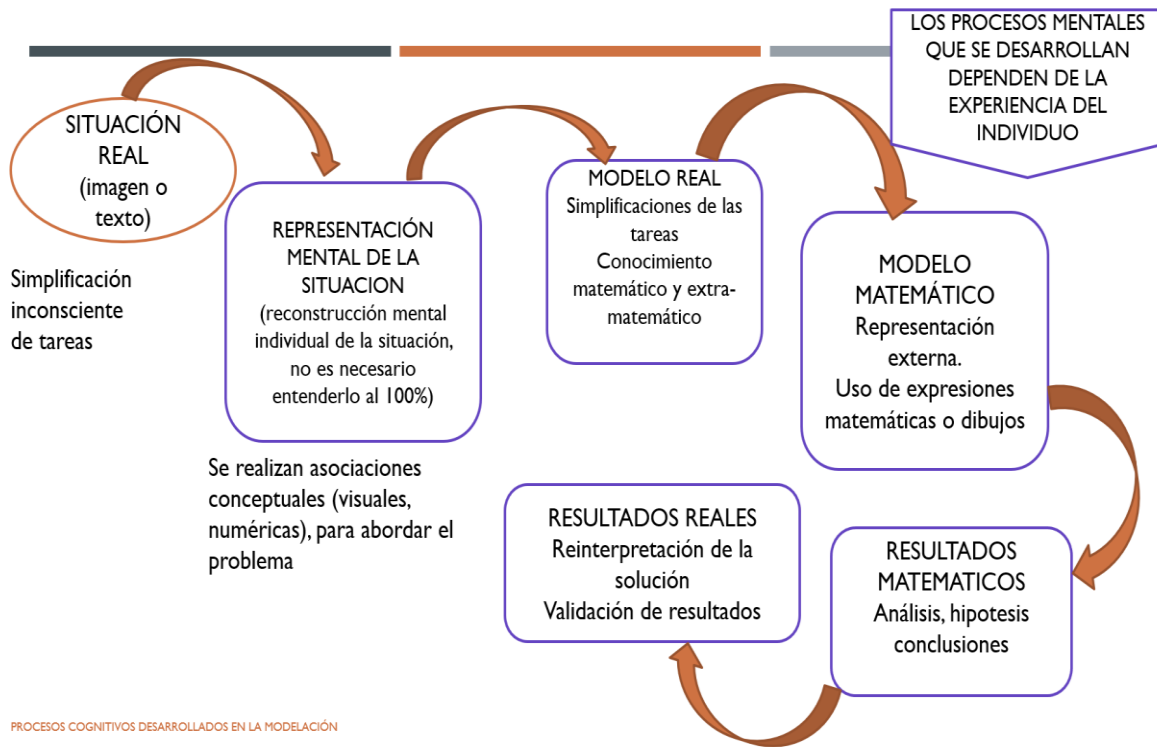 LOS PROCESOS MENTALES
QUE SE DESARROLLAN
DEPENDEN DE LA
EXPERIENCIA DEL
INDIVIDUO
SITUACIÓN
REAL
(imagen o
texto)
Simplificación
inconsciente
de tareas
REPRESENTACIÓN
MENTAL DE LA
SITUACION
(reconstrucción mental
individual de la situación,
no es necesario
entenderlo al 100%)
Se realizan asociaciones
conceptuales (visuales,
numéricas), para abordar el
problema
MODELO REAL
Simplificaciones de las
tareas
Conocimiento
matemático y extra-
matemático
MODELO
MATEMÁTICO
Representación
externa.
Uso de expresiones
matemáticas o dibujos
RESULTADOS
MATEMATICOS
Análisis, hipotesis
conclusiones
RESULTADOS REALES
Reinterpretación de la
solución
Validación de resultados
PROCESOS COGNITIVOS DESARROLLADOS EN LA MODELACIÓN